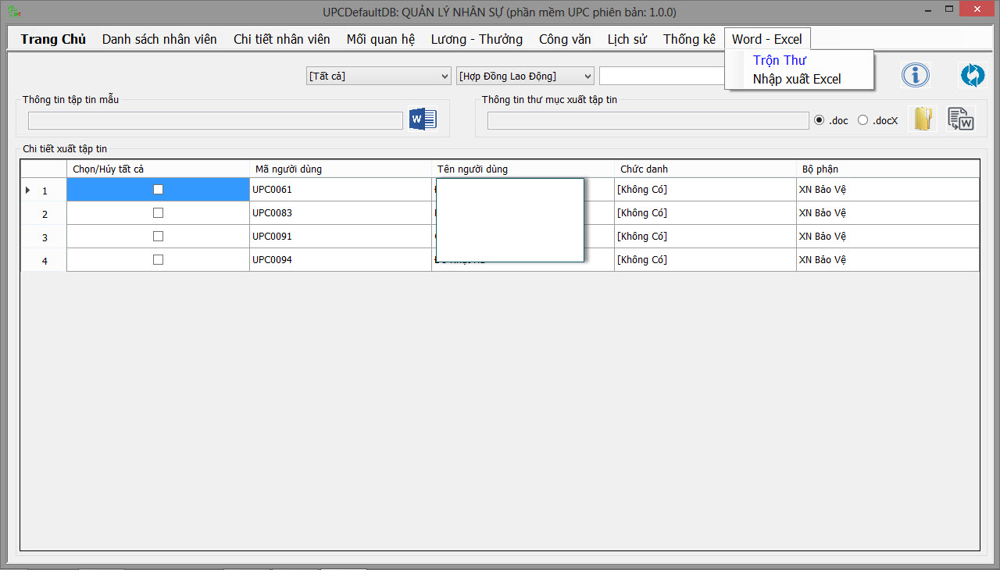 UPCDefaultDB: QUẢN LÝ NHÂN SỰ (phần mềm UPC phiên bản: 1.0.0)
Trang Chủ Danh sách nhân viên Chi tiết nhân viên Mối quan hệ Lương - Thưởng Công văn Lịch sử Thống kê Word - Excel
Trộn Thư
Nhập xuất Excel
[Tất cả] [Hợp Đồng Lao Động]
Thông tin tập tin mẫu
Thông tin thư mục xuất tập tin
.doc .docX
Chi tiết xuất tập tin
Chọn/Hủy tất cả Mã người dùng Tên người dùng Chức danh Bộ phận
1 UPC0061 [Không Có] XN Bảo Vệ
2 UPC0083 [Không Có] XN Bảo Vệ
3 UPC0091 [Không Có] XN Bảo Vệ
4 UPC0094 [Không Có] XN Bảo Vệ